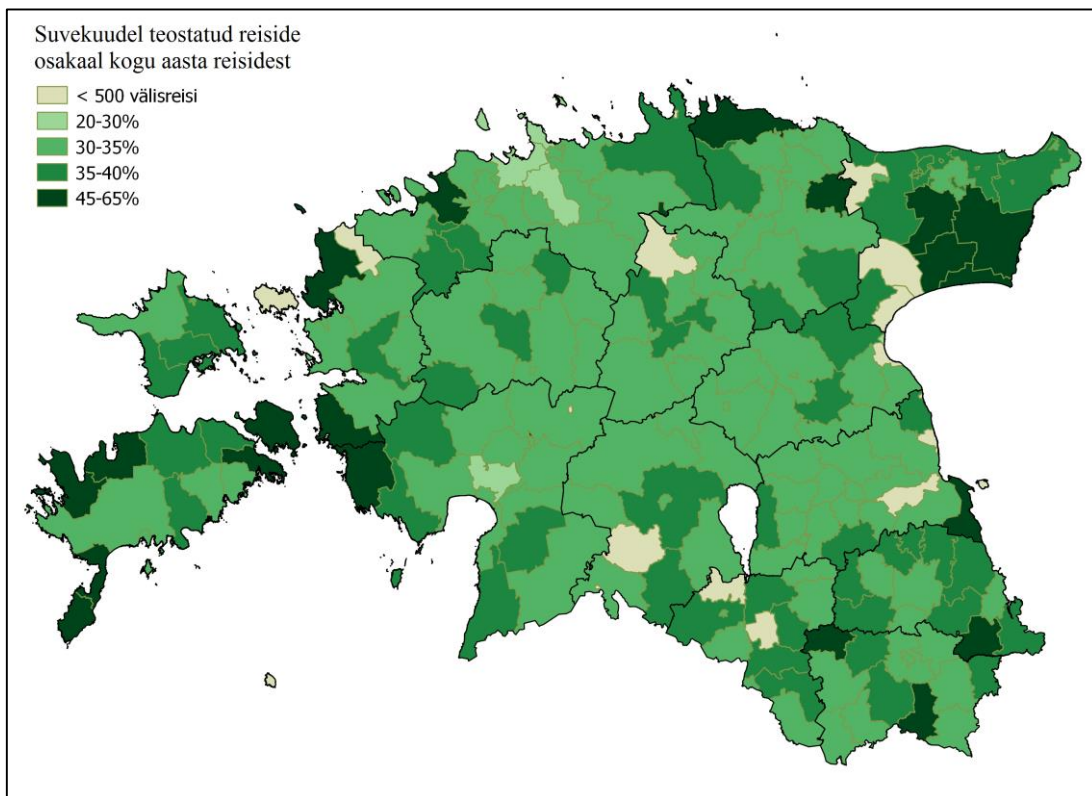 Suvekuudel teostatud reiside
osakaal kogu aasta reisidest
< 500 välisreisi
20-30%
30-35%
35-40%
45-65%